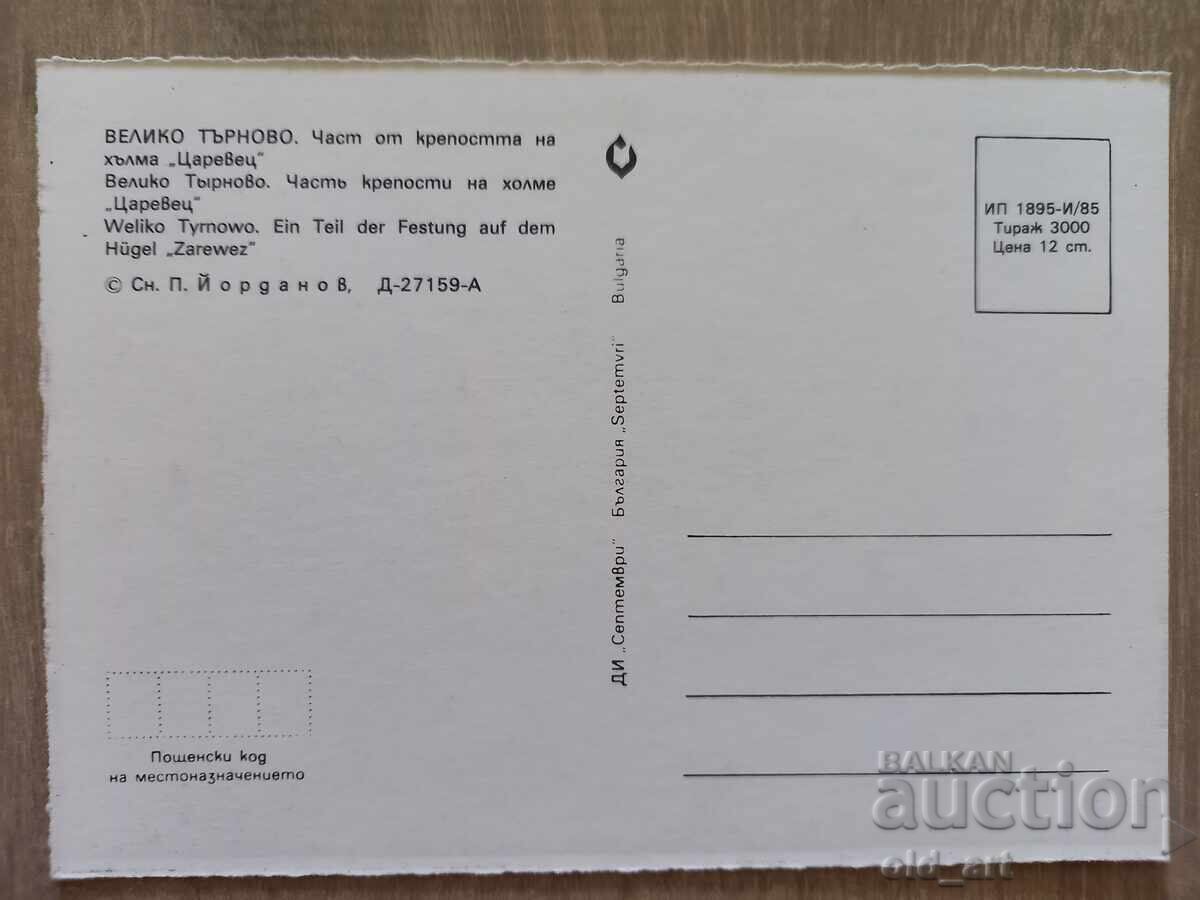 ВЕЛИКО ТЪРНОВО. Част от крепостта на
хълма „Царевец"
Велико Тырново. Часть крепости на холме
„Царевец"
Weliko Tyrnowo. Ein Teil der Festung auf dem
Hügel „Zarewez"
© Сн. П. Йорданов, Д-27159-А
Пощенски код
на местоназначението
ДИ „Септември" България „Septemvri" Bulgaria
ИП 1895-И/85
Тираж 3000
Цена 12 ст.
BALKAN
auction
old_art